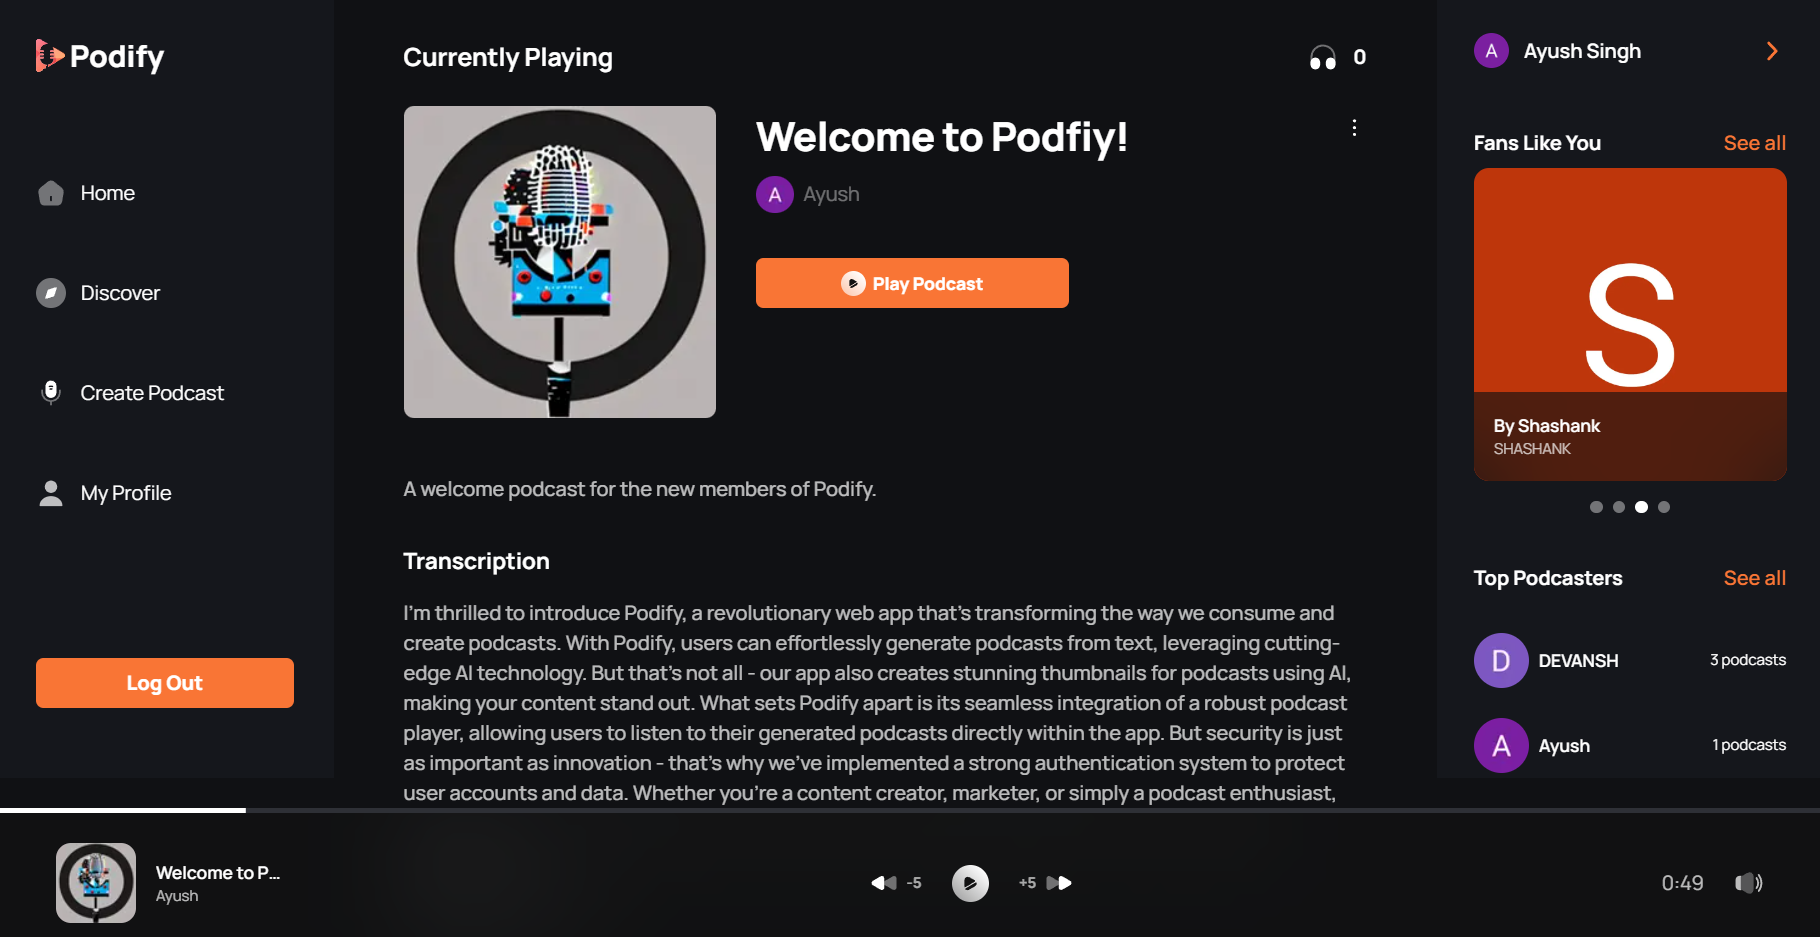 Podify
Home
Discover
Create Podcast
My Profile
Log Out
Currently Playing
0
Welcome to Podfiy!
A
Ayush
Play Podcast
A welcome podcast for the new members of Podify.
Transcription
I'm thrilled to introduce Podify, a revolutionary web app that's transforming the way we consume and
create podcasts. With Podify, users can effortlessly generate podcasts from text, leveraging cutting-
edge AI technology. But that's not all - our app also creates stunning thumbnails for podcasts using AI,
making your content stand out. What sets Podify apart is its seamless integration of a robust podcast
player, allowing users to listen to their generated podcasts directly within the app. But security is just
as important as innovation - that's why we've implemented a strong authentication system to protect
user accounts and data. Whether you're a content creator, marketer, or simply a podcast enthusiast,
A
Ayush Singh
Fans Like You
See all
S
By Shashank
SHASHANK
Top Podcasters
See all
D
DEVANSH
3 podcasts
A
Ayush
1 podcasts
Welcome to P...
Ayush
-5
+5
0:49